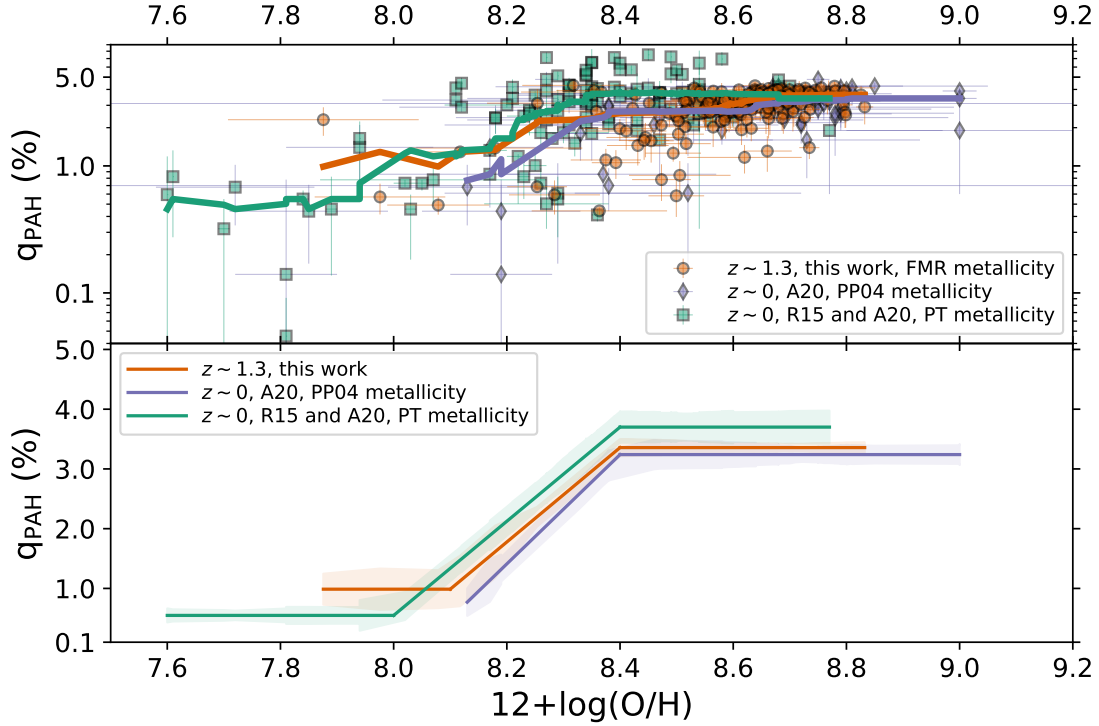 7.6 7.8 8.0 8.2 8.4 8.6 8.8 9.0 9.2
5.0
1.0
0.1
qPAH (%)
z ~ 1.3, this work, FMR metallicity
z ~ 0, A20, PP04 metallicity
z ~ 0, R15 and A20, PT metallicity
5.0
4.0
3.0
2.0
1.0
0.1
qPAH (%)
z ~ 1.3, this work
z ~ 0, A20, PP04 metallicity
z ~ 0, R15 and A20, PT metallicity
7.6 7.8 8.0 8.2 8.4 8.6 8.8 9.0 9.2
12+log(O/H)